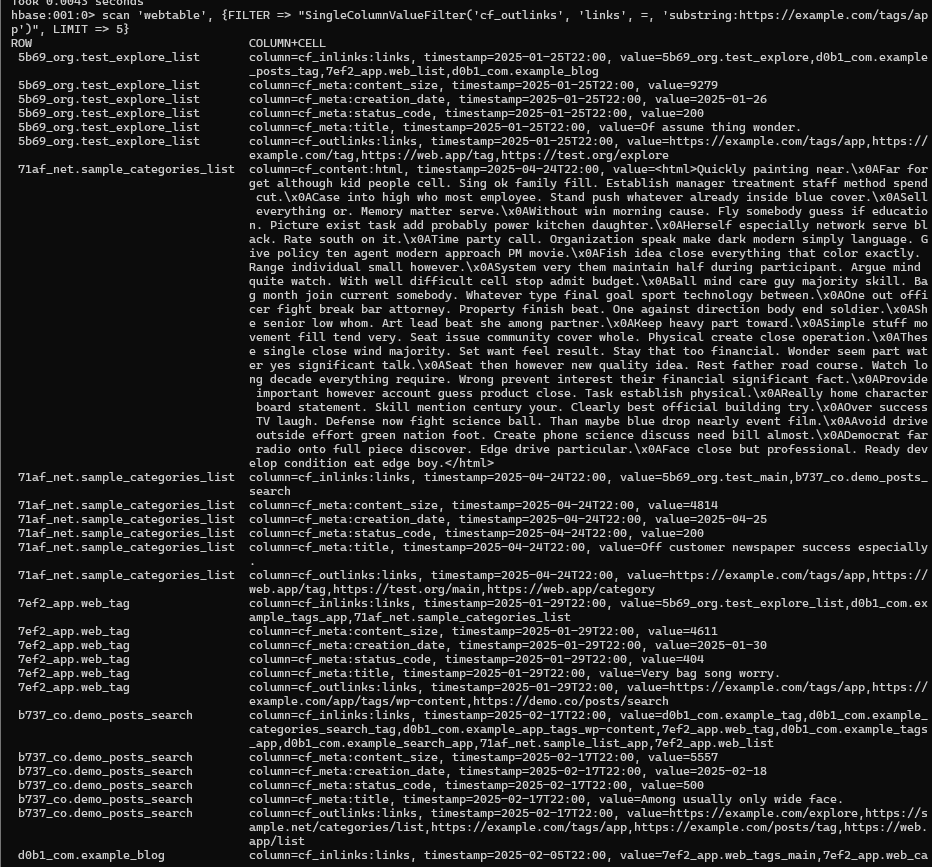 Took 0.0043 seconds
hbase:001:0> scan 'webtable', {FILTER => "SingleColumnValueFilter('cf_outlinks', 'links', =, 'substring:https://example.com/tags/ap
p')", LIMIT => 5}
ROW COLUMN+CELL
5b69_org.test_explore_list column=cf_inlinks:links, timestamp=2025-01-25T22:00, value=5b69_org.test_explore,d0b1_com.example
_posts_tag,7ef2_app.web_list,d0b1_com.example_blog
5b69_org.test_explore_list column=cf_meta:content_size, timestamp=2025-01-25T22:00, value=9279
5b69_org.test_explore_list column=cf_meta:creation_date, timestamp=2025-01-25T22:00, value=2025-01-26
5b69_org.test_explore_list column=cf_meta:status_code, timestamp=2025-01-25T22:00, value=200
5b69_org.test_explore_list column=cf_meta:title, timestamp=2025-01-25T22:00, value=Of assume thing wonder.
5b69_org.test_explore_list column=cf_outlinks:links, timestamp=2025-01-25T22:00, value=https://example.com/tags/app,https://
example.com/tag,https://web.app/tag,https://test.org/explore
71af_net.sample_categories_list column=cf_content:html, timestamp=2025-04-24T22:00, value=<html>Quickly painting near.\x0AFar for
get although kid people cell. Sing ok family fill. Establish manager treatment staff method spend
cut.\x0ACase into high who most employee. Stand push whatever already inside blue cover.\x0ASell
everything or. Memory matter serve.\x0AWithout win morning cause. Fly somebody guess if educatio
n. Picture exist task add probably power kitchen daughter.\x0AHerself especially network serve bl
ack. Rate south on it.\x0ATime party call. Organization speak make dark modern simply language. G
ive policy ten agent modern approach PM movie.\x0AFish idea close everything that color exactly.
Range individual small however.\x0ASystem very them maintain half during participant. Argue mind
quite watch. With well difficult cell stop admit budget.\x0ABall mind care guy majority skill. Ba
g month join current somebody. Whatever type final goal sport technology between.\x0AOne out offi
cer fight break bar attorney. Property finish beat. One against direction body end soldier.\x0ASh
e senior low whom. Art lead beat she among partner.\x0AKeep heavy part toward.\x0ASimple stuff mo
vement fill tend very. Seat issue community cover whole. Physical create close operation.\x0AThes
e single close wind majority. Set want feel result. Stay that too financial. Wonder seem part wat
er yes significant talk.\x0ASeat then however new quality idea. Rest father road course. Watch lo
ng decade everything require. Wrong prevent interest their financial significant fact.\x0AProvide
important however account guess product close. Task establish physical.\x0AReally home character
board statement. Skill mention century your. Clearly best official building try.\x0AOver success
TV laugh. Defense now fight science ball. Than maybe blue drop nearly event film.\x0AAvoid drive
outside effort green nation foot. Create phone science discuss need bill almost.\x0ADemocrat far
radio onto full piece discover. Edge drive particular.\x0AFace close but professional. Ready dev
elop condition eat edge boy.</html>
71af_net.sample_categories_list column=cf_inlinks:links, timestamp=2025-04-24T22:00, value=5b69_org.test_main,b737_co.demo_posts_
search
71af_net.sample_categories_list column=cf_meta:content_size, timestamp=2025-04-24T22:00, value=4814
71af_net.sample_categories_list column=cf_meta:creation_date, timestamp=2025-04-24T22:00, value=2025-04-25
71af_net.sample_categories_list column=cf_meta:status_code, timestamp=2025-04-24T22:00, value=200
71af_net.sample_categories_list column=cf_meta:title, timestamp=2025-04-24T22:00, value=Off customer newspaper success especially
.
71af_net.sample_categories_list column=cf_outlinks:links, timestamp=2025-04-24T22:00, value=https://example.com/tags/app,https://
web.app/tag,https://test.org/main,https://web.app/category
7ef2_app.web_tag column=cf_inlinks:links, timestamp=2025-01-29T22:00, value=5b69_org.test_explore_list,d0b1_com.ex
ample_tags_app,71af_net.sample_categories_list
7ef2_app.web_tag column=cf_meta:content_size, timestamp=2025-01-29T22:00, value=4611
7ef2_app.web_tag column=cf_meta:creation_date, timestamp=2025-01-29T22:00, value=2025-01-30
7ef2_app.web_tag column=cf_meta:status_code, timestamp=2025-01-29T22:00, value=404
7ef2_app.web_tag column=cf_meta:title, timestamp=2025-01-29T22:00, value=Very bag song worry.
7ef2_app.web_tag column=cf_outlinks:links, timestamp=2025-01-29T22:00, value=https://example.com/tags/app,https://
example.com/app/tags/wp-content,https://demo.co/posts/search
b737_co.demo_posts_search column=cf_inlinks:links, timestamp=2025-02-17T22:00, value=d0b1_com.example_tag,d0b1_com.example_
categories_search_tag,d0b1_com.example_app_tags_wp-content,7ef2_app.web_tag,d0b1_com.example_tags
_app,d0b1_com.example_search_app,71af_net.sample_list_app,7ef2_app.web_list
b737_co.demo_posts_search column=cf_meta:content_size, timestamp=2025-02-17T22:00, value=5557
b737_co.demo_posts_search column=cf_meta:creation_date, timestamp=2025-02-17T22:00, value=2025-02-18
b737_co.demo_posts_search column=cf_meta:status_code, timestamp=2025-02-17T22:00, value=500
b737_co.demo_posts_search column=cf_meta:title, timestamp=2025-02-17T22:00, value=Among usually only wide face.
b737_co.demo_posts_search column=cf_outlinks:links, timestamp=2025-02-17T22:00, value=https://example.com/explore,https://s
ample.net/categories/list,https://example.com/tags/app,https://example.com/posts/tag,https://web.
app/list
d0b1_com.example_blog column=cf_inlinks:links, timestamp=2025-02-05T22:00, value=7ef2_app.web_tags_main,7ef2_app.web_ca